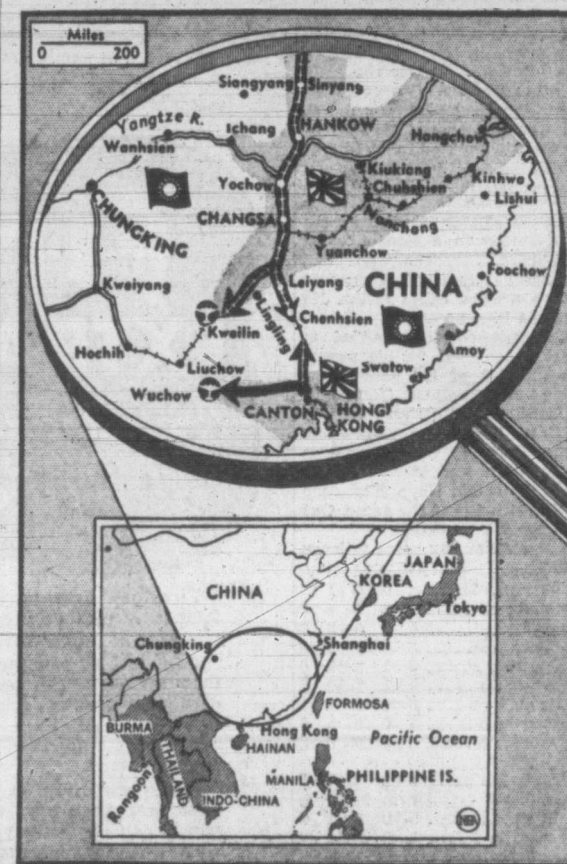 Miles
0 200
Siangyang
Sinyang
Yangtze R.
Ichang
HANKOW
Hangchow
Wanhsien
Kiukiang
Kinhwa
Yochow
Chuhshien
Lishui
CHUNGKING
CHANGSA
Nanchang
Yuanchow
Kweiyang
Leiyang
CHINA
Foochow
Lingling
Kweilin
Chenhsien
Amoy
Hochih
Liuchow
Swatow
Wuchow
CANTON
HONG
KONG
JAPAN
KOREA
CHINA
Tokyo
Chungking
Shanghai
FORMOSA
BURMA
Hong Kong
HAINAN
Pacific Ocean
THAILAND
Rangoon
MANILA
PHILIPPINE IS.
INDO-CHINA
NEA